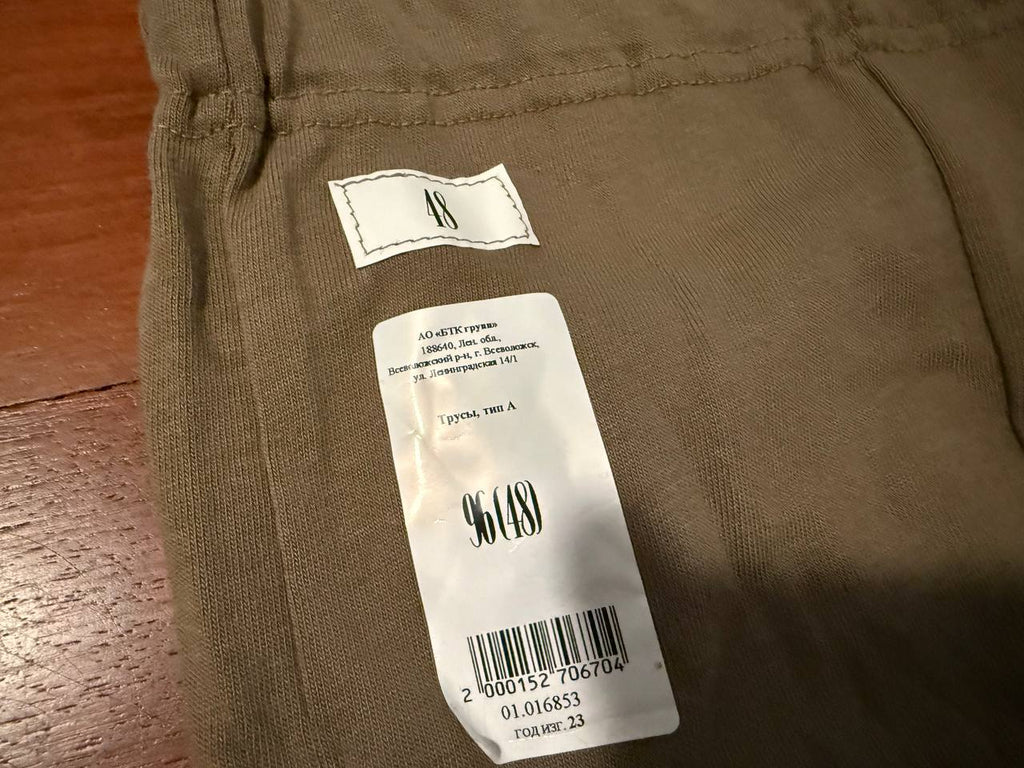 48
АО «БТК групп»
188640, Лен. обл.,
Всеволожский р-н, г. Всеволожск,
ул. Ленинградская 14/1
Трусы, тип А
96(48)
2 000152 706704
01.016853
год изг. 23